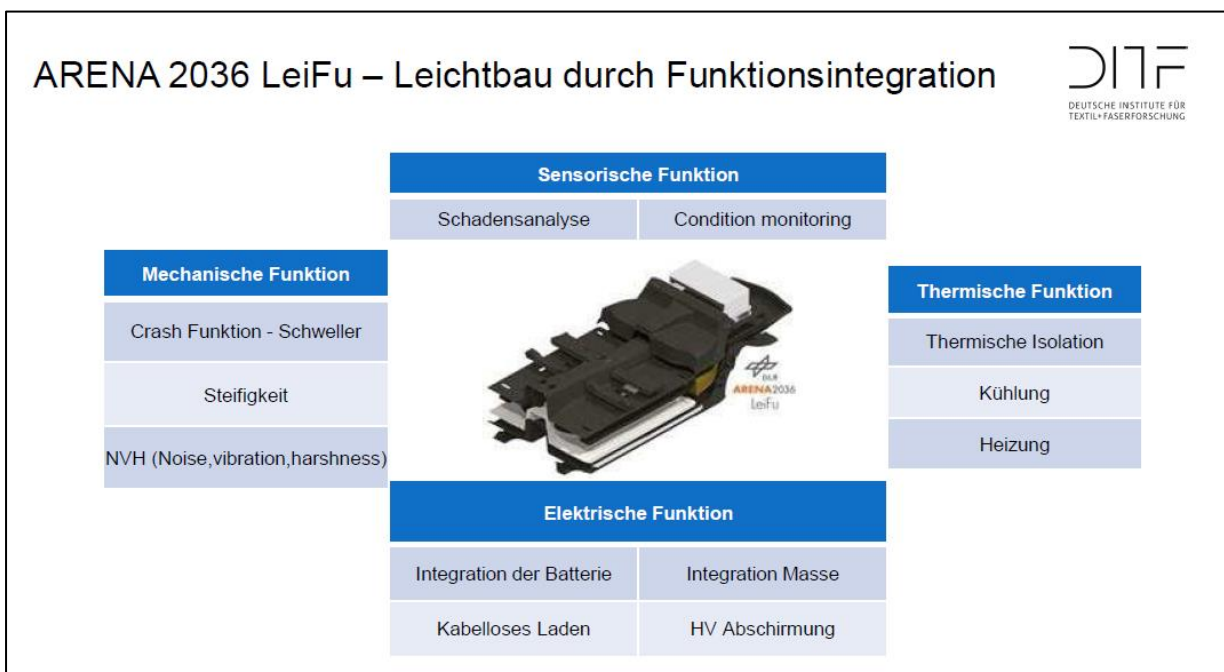 ARENA 2036 LeiFu – Leichtbau durch Funktionsintegration
DITF
DEUTSCHE INSTITUTE FÜR
TEXTIL+FASERFORSCHUNG
Sensorische Funktion
Schadensanalyse
Condition monitoring
Mechanische Funktion
Crash Funktion - Schweller
Steifigkeit
NVH (Noise,vibration,harshness)
DLR
ARENA2036
LeiFu
Thermische Funktion
Thermische Isolation
Kühlung
Heizung
Elektrische Funktion
Integration der Batterie
Integration Masse
Kabelloses Laden
HV Abschirmung